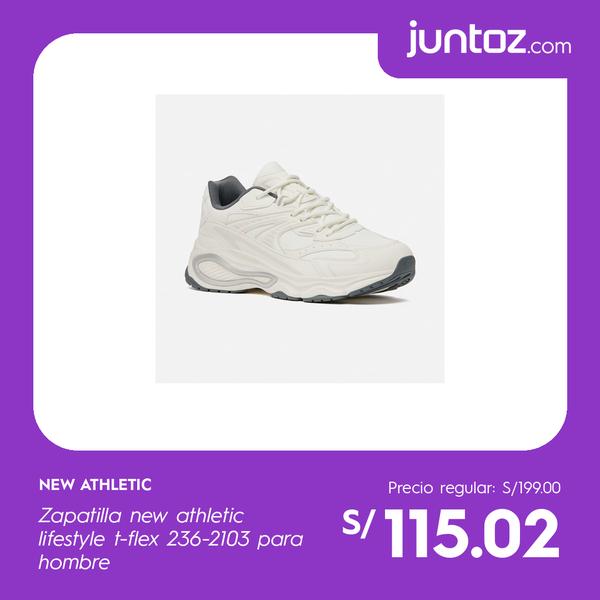 juntoz.com
NEW ATHLETIC
Zapatilla new athletic
lifestyle t-flex 236-2103 para
hombre
Precio regular: S/199.00
S/115.02